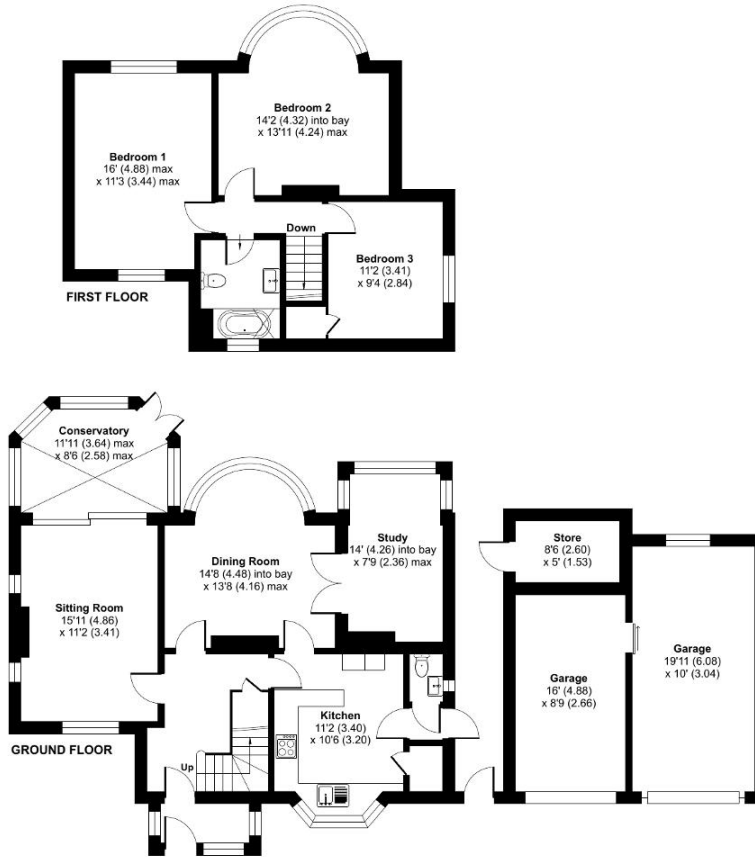 Bedroom 2
14'2 (4.32) into bay
x 13'11 (4.24) max
Bedroom 1
16' (4.88) max
x 11'3 (3.44) max
Down
Bedroom 3
11'2 (3.41)
x 9'4 (2.84)
FIRST FLOOR
Conservatory
11'11 (3.64) max
x 8'6 (2.58) max
Study
14' (4.26) into bay
x 7'9 (2.36) max
Store
8'6 (2.60)
x 5' (1.53)
Dining Room
14'8 (4.48) into bay
x 13'8 (4.16) max
Sitting Room
15'11 (4.86)
x 11'2 (3.41)
Garage
19'11 (6.08)
x 10' (3.04)
Garage
16' (4.88)
x 8'9 (2.66)
Kitchen
11'2 (3.40)
x 10'6 (3.20)
GROUND FLOOR
Up